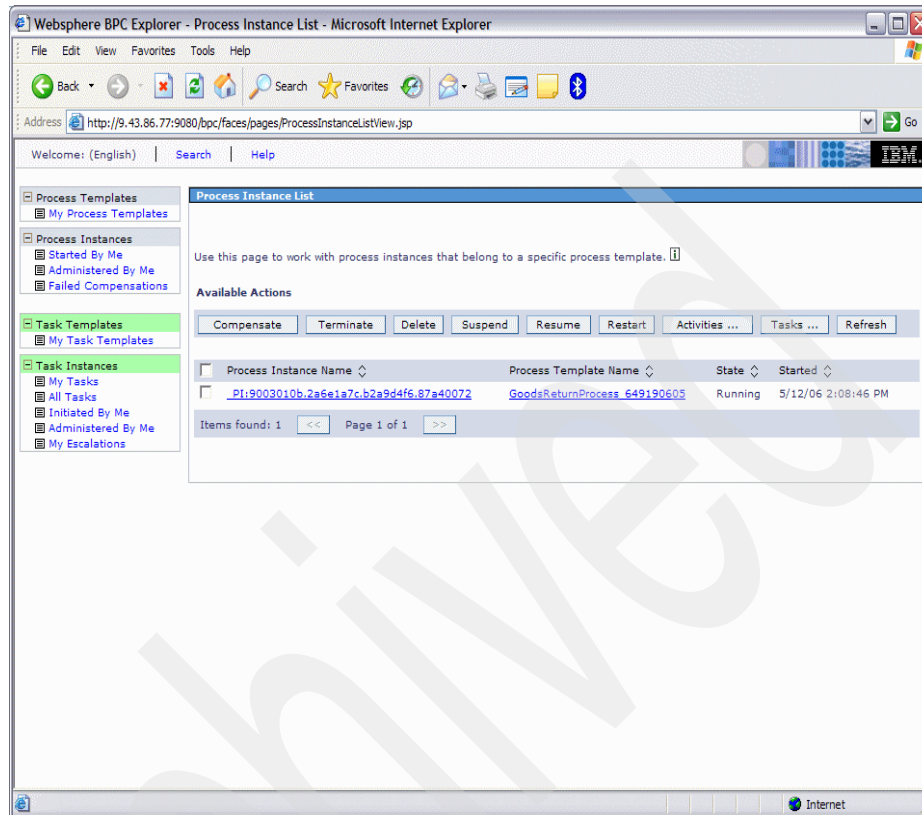 Websphere BPC Explorer - Process Instance List - Microsoft Internet Explorer
File Edit View Favorites Tools Help
Back Search Favorites
Address http://9.43.86.77:9080/bpc/faces/pages/ProcessInstanceListView.jsp Go
Welcome: (English) | Search | Help IBM.
Process Templates
My Process Templates
Process Instances
Started By Me
Administered By Me
Failed Compensations
Task Templates
My Task Templates
Task Instances
My Tasks
All Tasks
Initiated By Me
Administered By Me
My Escalations
Process Instance List
Use this page to work with process instances that belong to a specific process template. i
Available Actions
Compensate Terminate Delete Suspend Resume Restart Activities ... Tasks ... Refresh
Process Instance Name Process Template Name State Started
_PI:9003010b.2a6e1a7c.b2a9d4f6.87a40072 GoodsReturnProcess_649190605 Running 5/12/06 2:08:46 PM
Items found: 1 << Page 1 of 1 >>
Internet